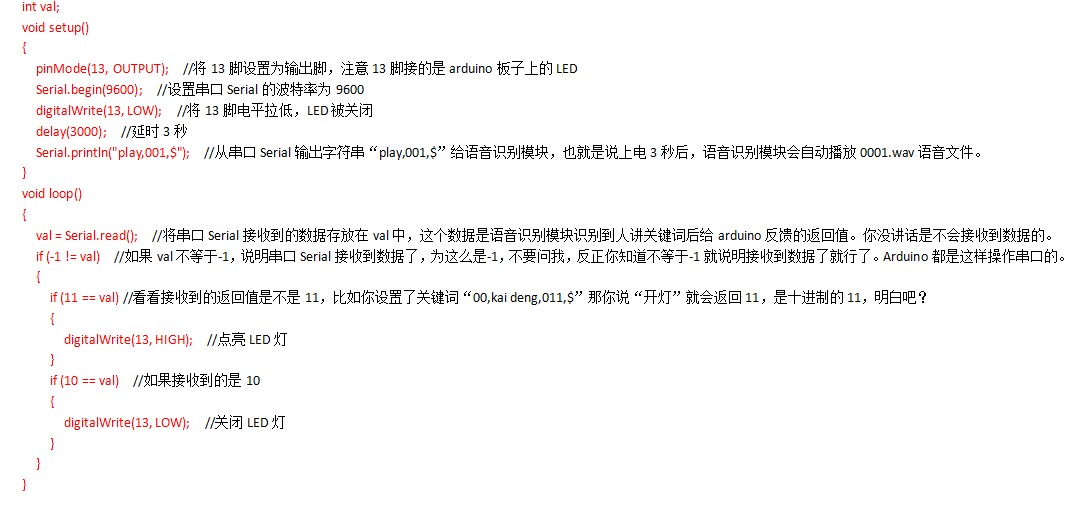 int val;
void setup()
{
pinMode(13, OUTPUT); //将 13 脚设置为输出脚，注意 13 脚接的是 arduino 板子上的 LED
Serial.begin(9600); //设置串口 Serial 的波特率为 9600
digitalWrite(13, LOW); //将 13 脚电平拉低，LED 被关闭
delay(3000); //延时 3 秒
Serial.println("play,001,$"); //从串口 Serial 输出字符串“play,001,$”给语音识别模块，也就是说上电 3 秒后，语音识别模块会自动播放 0001.wav 语音文件。
}
void loop()
{
val = Serial.read(); //将串口 Serial 接收到的数据存放在 val 中，这个数据是语音识别模块识别到人讲关键词后给 arduino 反馈的返回值。你没讲话是不会接收到数据的。
if (-1 != val) //如果 val 不等于-1，说明串口 Serial 接收到数据了，为这么是-1，不要问我，反正你知道不等于-1 就说明接收到数据了就行了。Arduino 都是这样操作串口的。
{
if (11 == val) //看看接收到的返回值是不是 11，比如你设置了关键词“00,kai deng,011,$”那你说“开灯”就会返回 11，是十进制的 11，明白吧？
{
digitalWrite(13, HIGH); //点亮 LED 灯
}
if (10 == val) //如果接收到的是 10
{
digitalWrite(13, LOW); //关闭 LED 灯
}
}
}